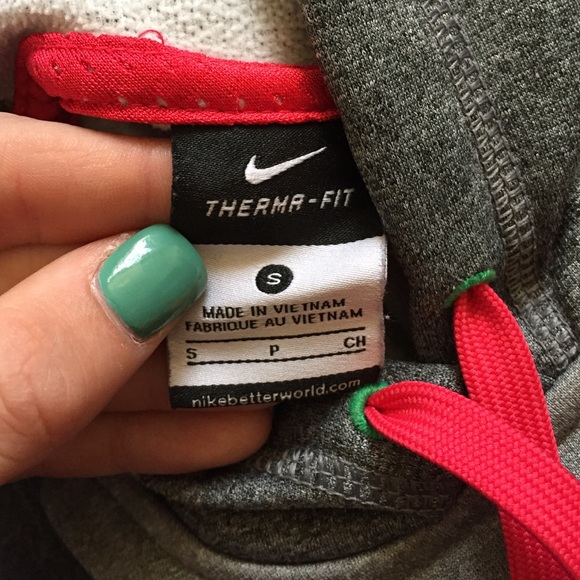 THERMA-FIT
S
MADE IN VIETNAM
FABRIQUE AU VIETNAM
S P CH
nikebetterworld.com